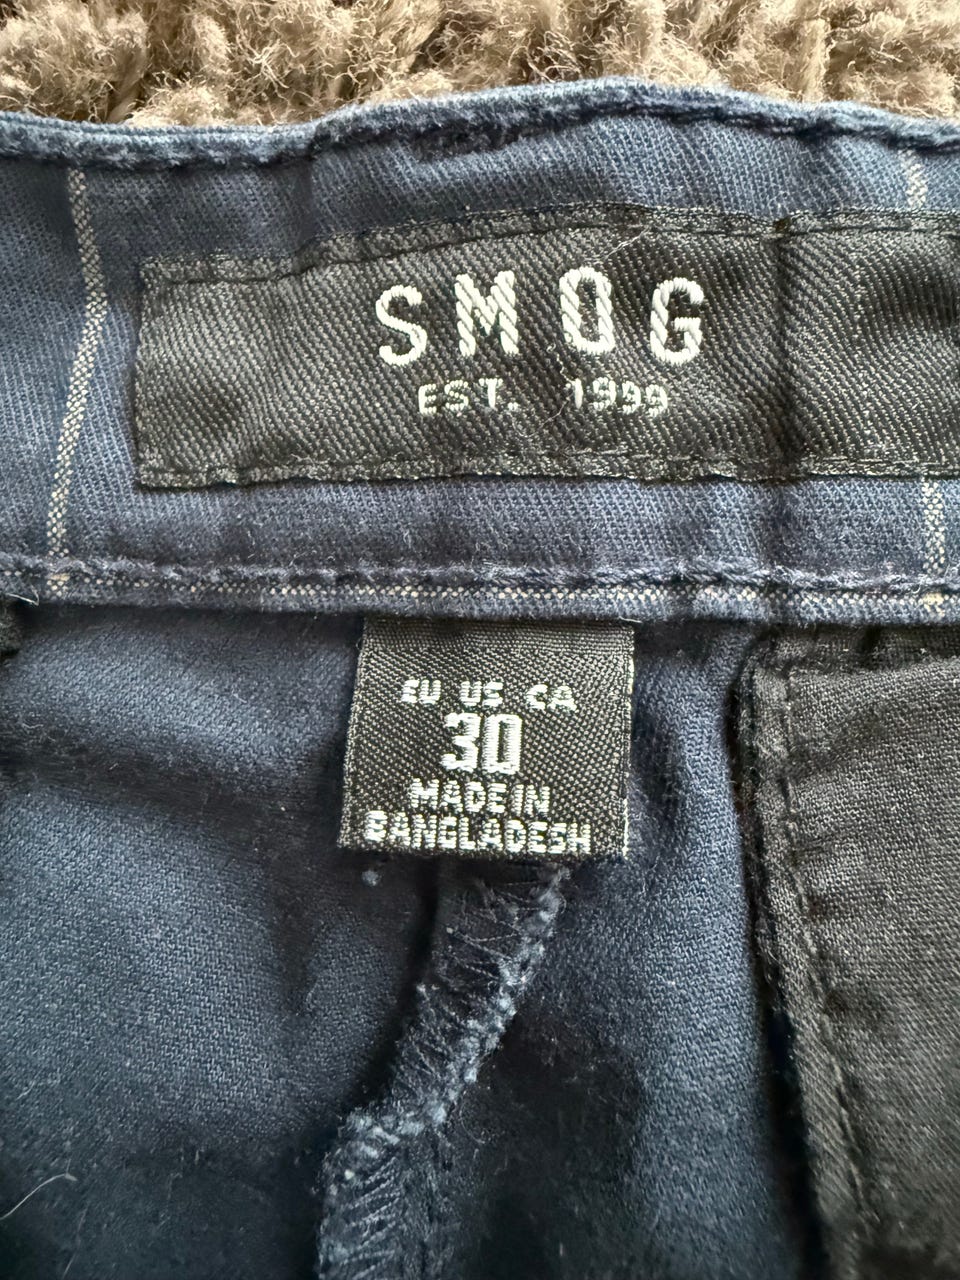 SMOG
EST. 1999
EU US CA
30
MADE IN
BANGLADESH